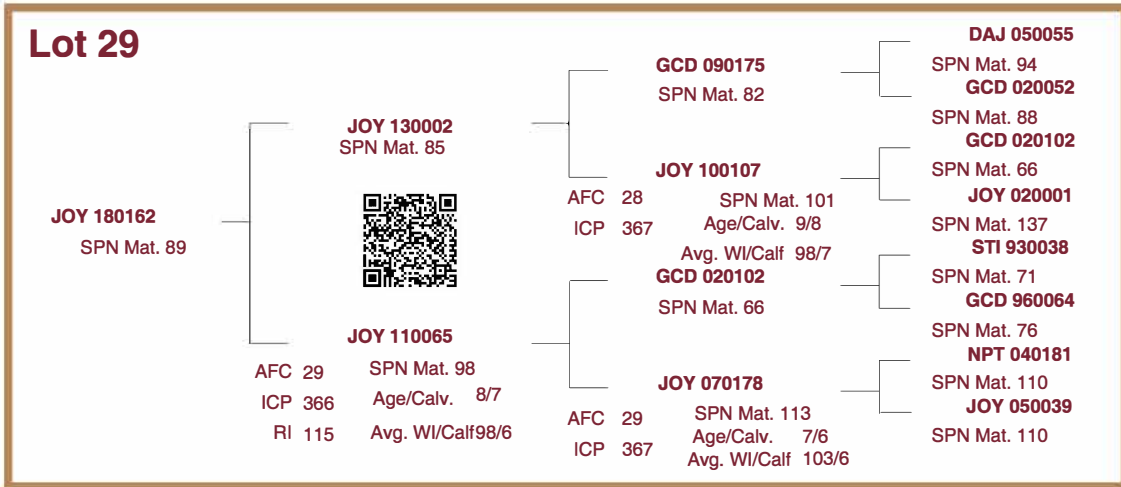 Lot 29
JOY 180162
SPN Mat. 89
JOY 130002
SPN Mat. 85
JOY 110065
AFC 29 SPN Mat. 98
ICP 366 Age/Calv. 8/7
RI 115 Avg. WI/Calf98/6
GCD 090175
SPN Mat. 82
JOY 100107
AFC 28 SPN Mat. 101
ICP 367 Age/Calv. 9/8
Avg. WI/Calf 98/7
GCD 020102
SPN Mat. 66
JOY 070178
AFC 29 SPN Mat. 113
ICP 367 Age/Calv. 7/6
Avg. WI/Calf 103/6
DAJ 050055
SPN Mat. 94
GCD 020052
SPN Mat. 88
GCD 020102
SPN Mat. 66
JOY 020001
SPN Mat. 137
STI 930038
SPN Mat. 71
GCD 960064
SPN Mat. 76
NPT 040181
SPN Mat. 110
JOY 050039
SPN Mat. 110